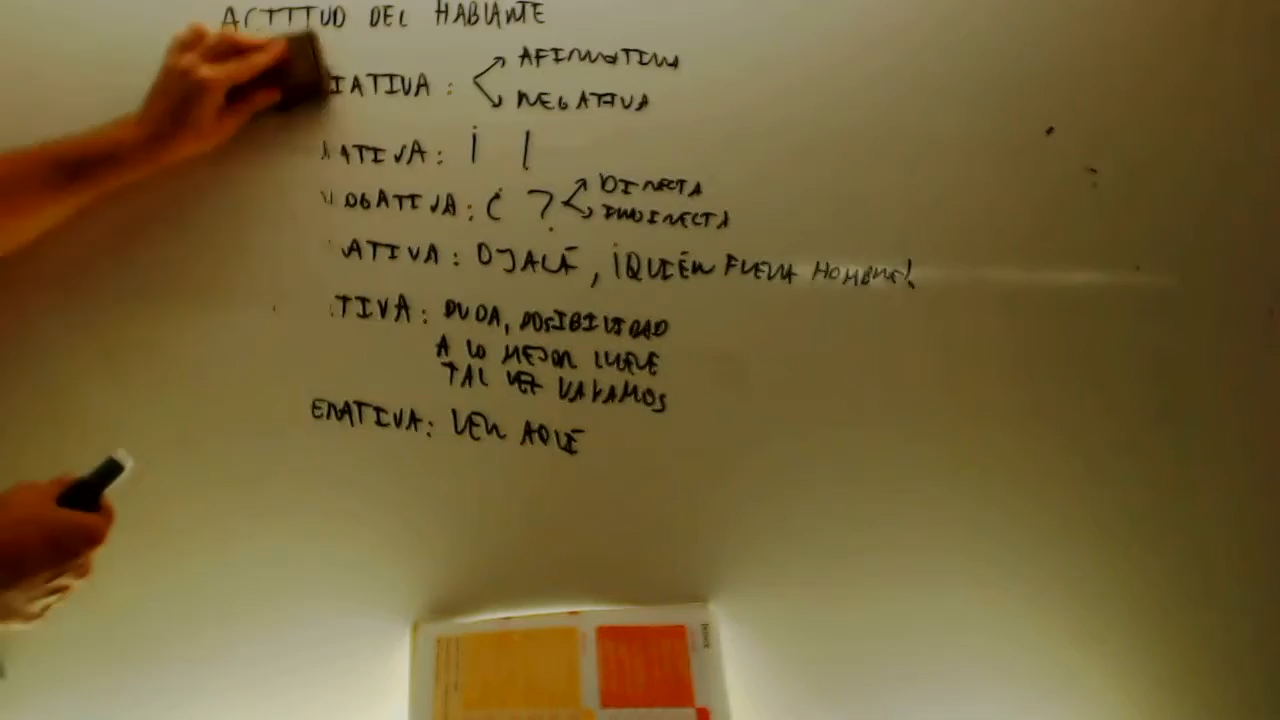 ACTITUD DEL HABLANTE
IATIVA: AFIRMATIVA
NEGATIVA
ATIVA: ¡ !
OGATIVA: ¿ ? DIRECTA
INDIRECTA
ATIVA: OJALÁ, ¡QUIÉN FUERA HOMBRE!
TIVA: DUDA, POSIBILIDAD
A LO MEJOR LLUEVE
TAL VEZ VAYAMOS
ERATIVA: VEN AQUÍ